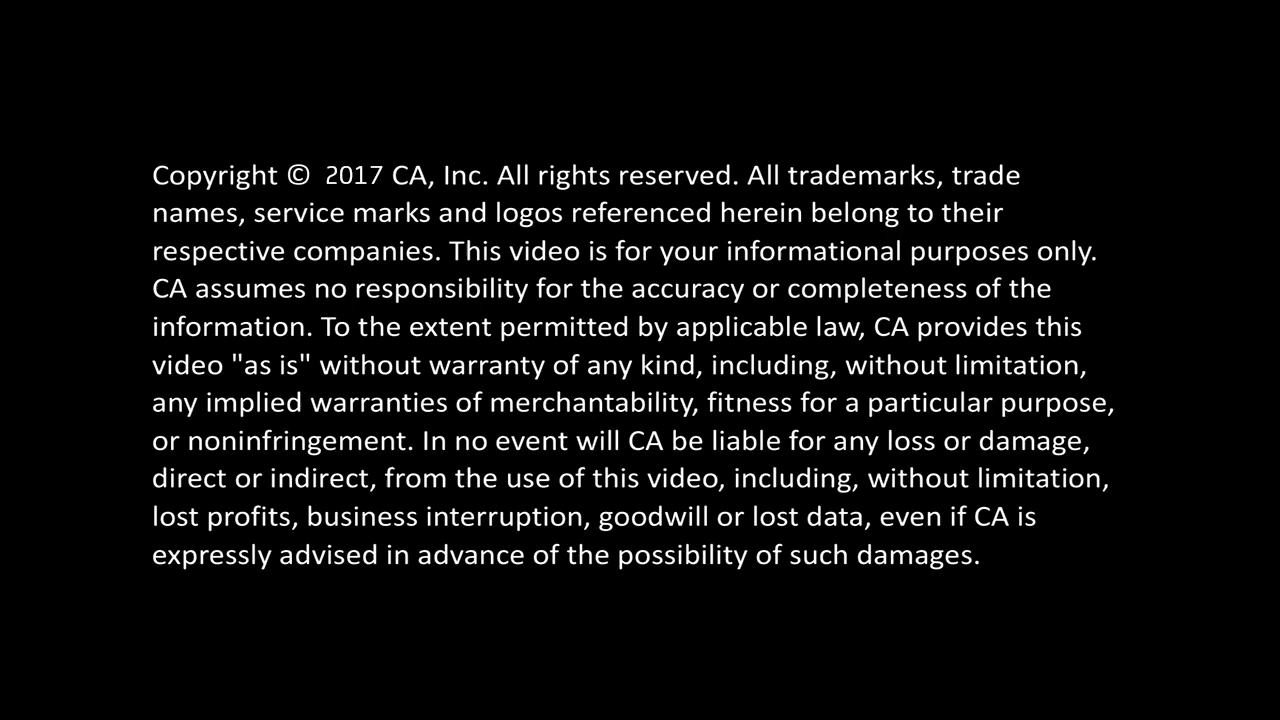 Copyright © 2017 CA, Inc. All rights reserved. All trademarks, trade
names, service marks and logos referenced herein belong to their
respective companies. This video is for your informational purposes only.
CA assumes no responsibility for the accuracy or completeness of the
information. To the extent permitted by applicable law, CA provides this
video "as is" without warranty of any kind, including, without limitation,
any implied warranties of merchantability, fitness for a particular purpose,
or noninfringement. In no event will CA be liable for any loss or damage,
direct or indirect, from the use of this video, including, without limitation,
lost profits, business interruption, goodwill or lost data, even if CA is
expressly advised in advance of the possibility of such damages.